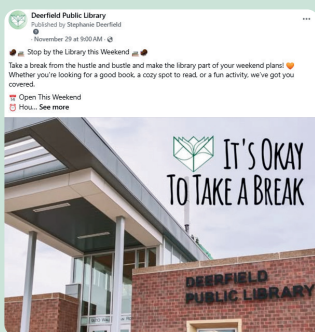 Deerfield Public Library
Published by Stephanie Deerfield
· November 29 at 9:00 AM ·
Stop by the Library this Weekend
Take a break from the hustle and bustle and make the library part of your weekend plans! 🧡
Whether you're looking for a good book, a cozy spot to read, or a fun activity, we've got you
covered.
📅 Open This Weekend
⏰ Hou... See more
IT'S OKAY
TO TAKE A BREAK
DEERFIELD
PUBLIC LIBRARY